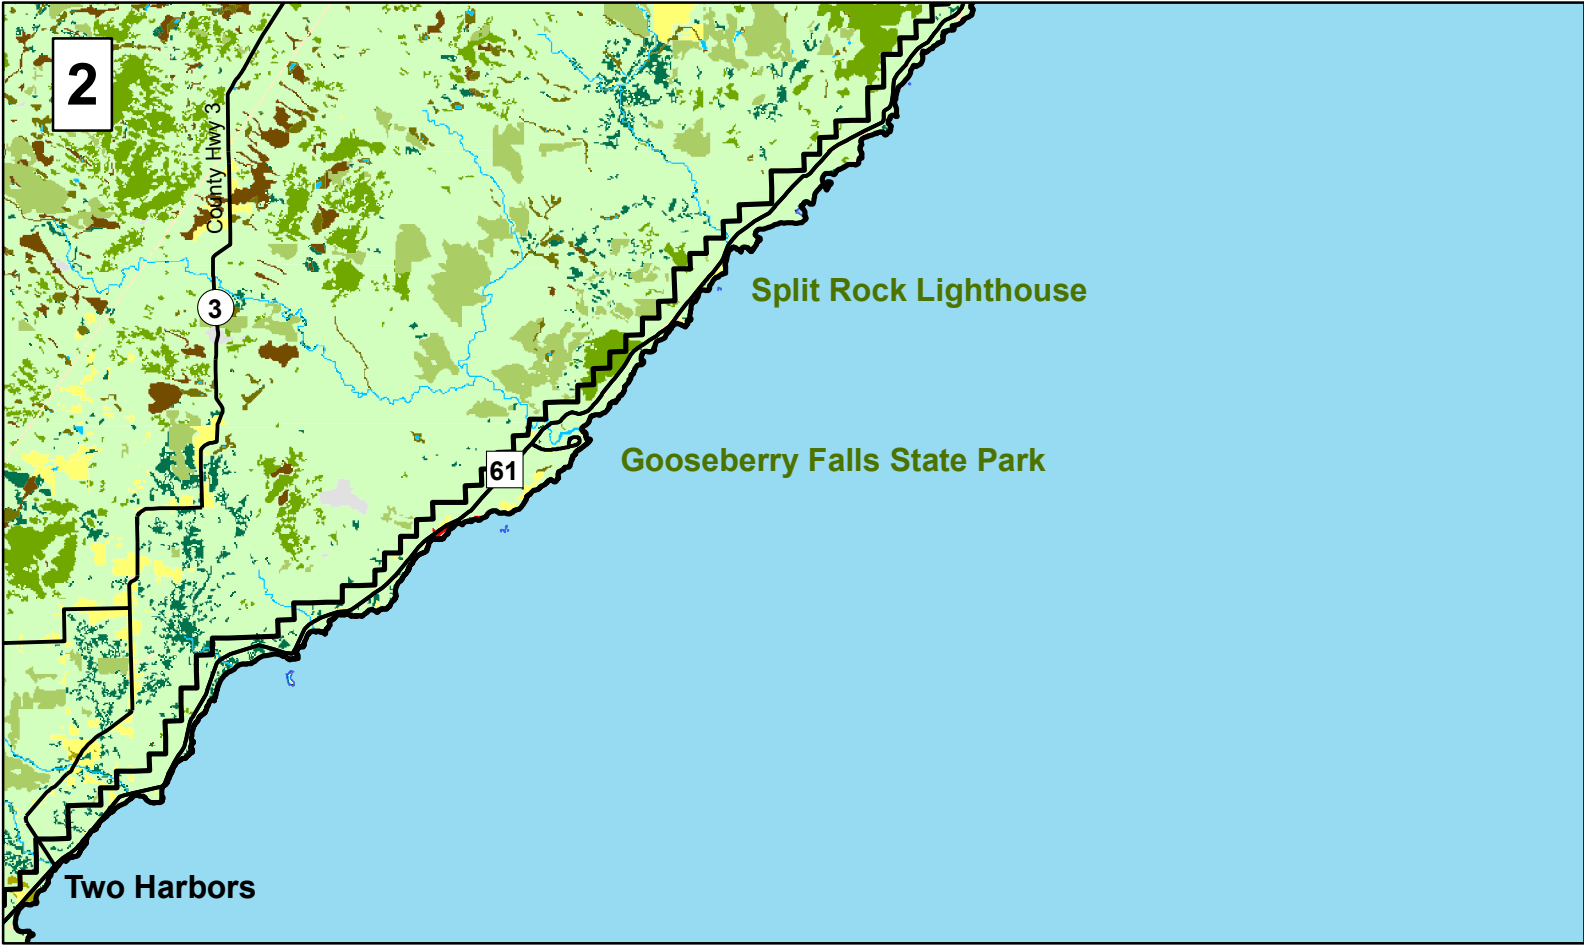 2
County Hwy 3
3
Split Rock Lighthouse
Gooseberry Falls State Park
61
Two Harbors